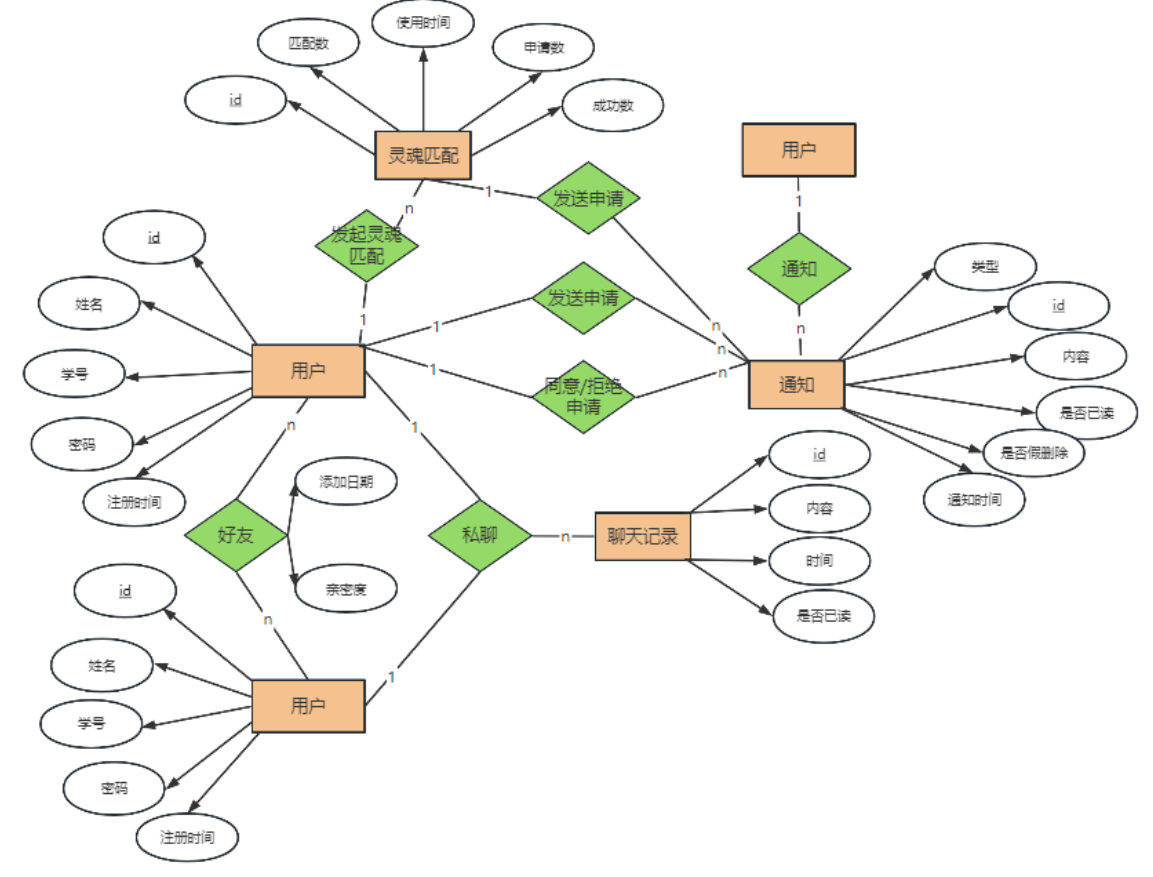 使用时间
匹配数
申请数
id
成功数
灵魂匹配
用户
1
发送申请
1
n
发起灵魂
匹配
id
通知
类型
姓名
发送申请
id
1
1
n
n
n
用户
1
同意/拒绝
申请
n
通知
内容
学号
是否已读
密码
n
1
id
是否假删除
注册时间
添加日期
通知时间
内容
好友
私聊
n
聊天记录
时间
id
亲密度
是否已读
n
姓名
1
用户
学号
密码
注册时间